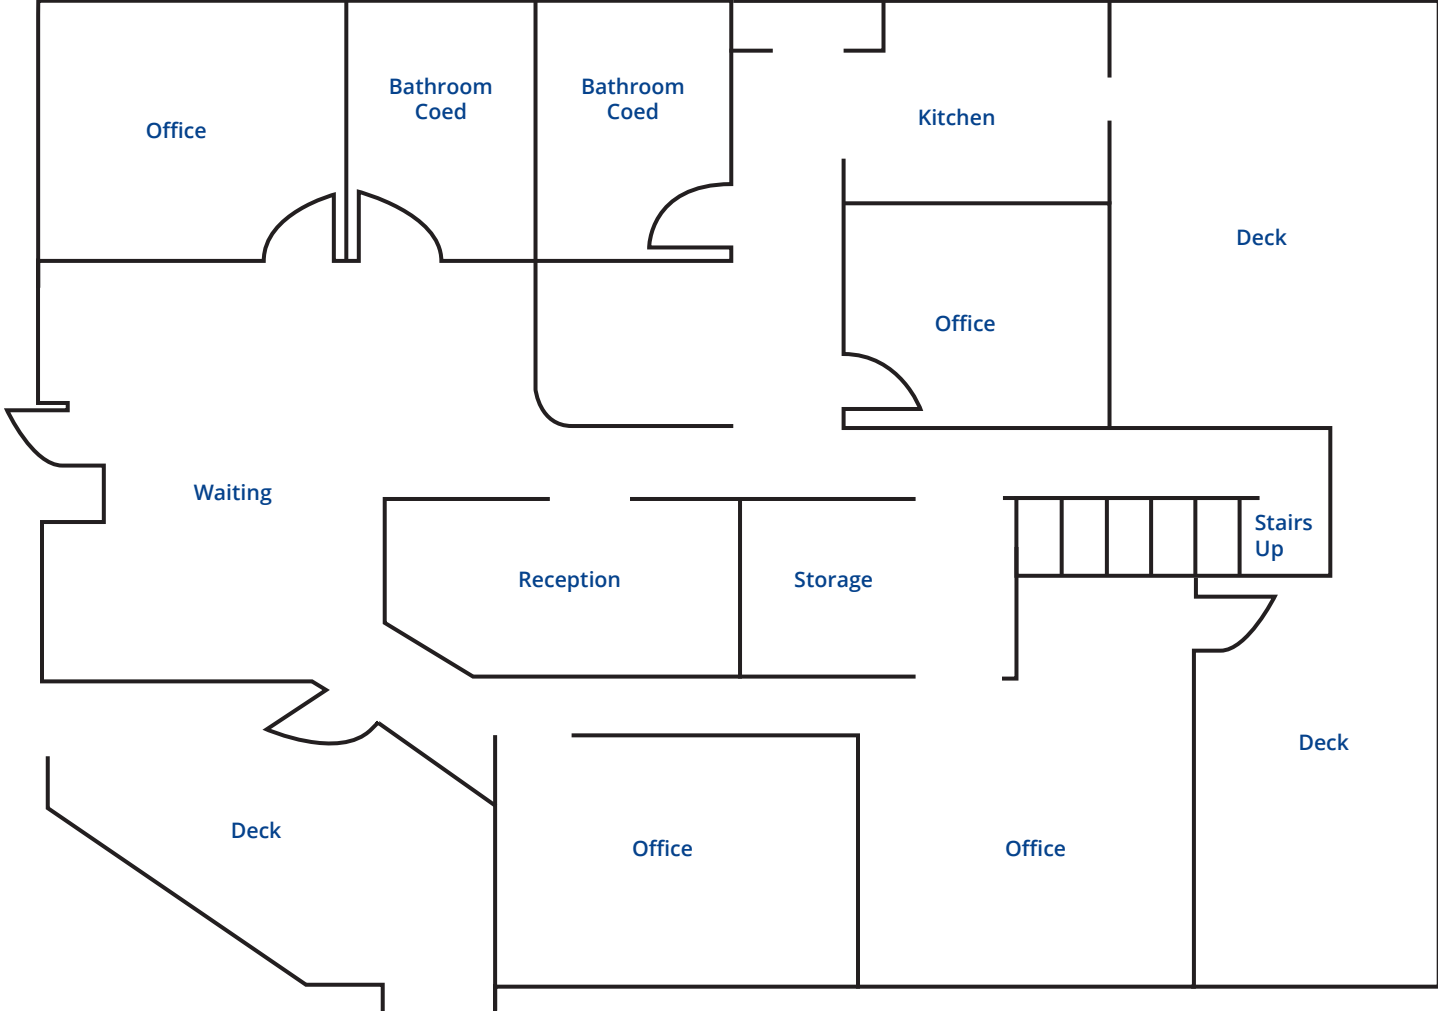 Office
Bathroom
Coed
Bathroom
Coed
Kitchen
Deck
Office
Waiting
Reception
Storage
Stairs
Up
Deck
Deck
Office
Office